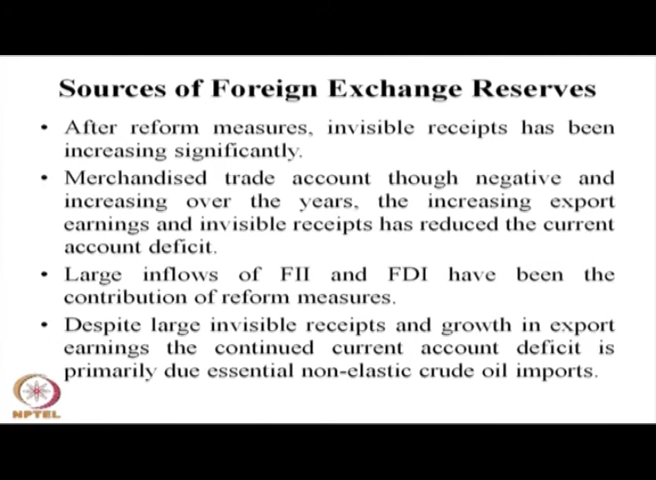 Sources of Foreign Exchange Reserves
• After reform measures, invisible receipts has been
increasing significantly.
• Merchandised trade account though negative and
increasing over the years, the increasing export
earnings and invisible receipts has reduced the current
account deficit.
• Large inflows of FII and FDI have been the
contribution of reform measures.
• Despite large invisible receipts and growth in export
earnings the continued current account deficit is
primarily due essential non-elastic crude oil imports.
NPTEL